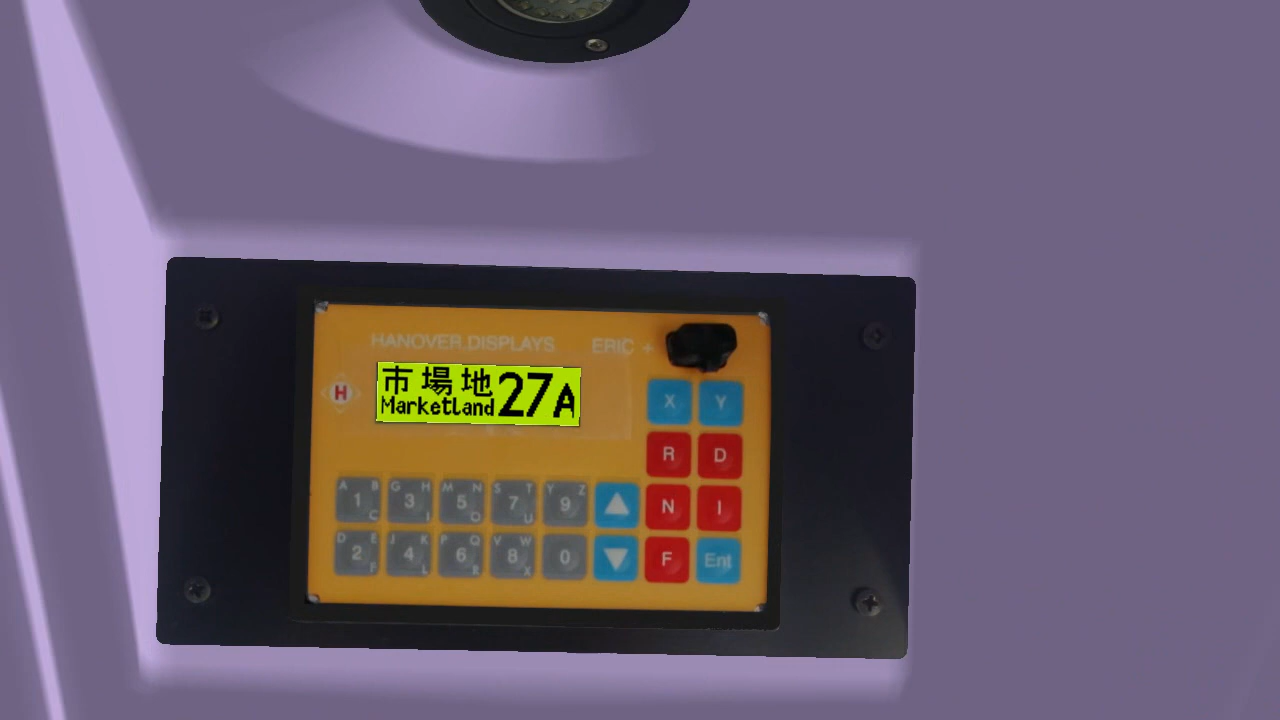 HANOVER DISPLAYS ERIC +
H
市場地
Marketland
27A
X Y
R D
A B 1 C
G H 3 I
M N 5 O
S T 7 U
Y Z 9
N I
D E 2 F
J K 4 L
P Q 6 R
V W 8 X
0
F Ent